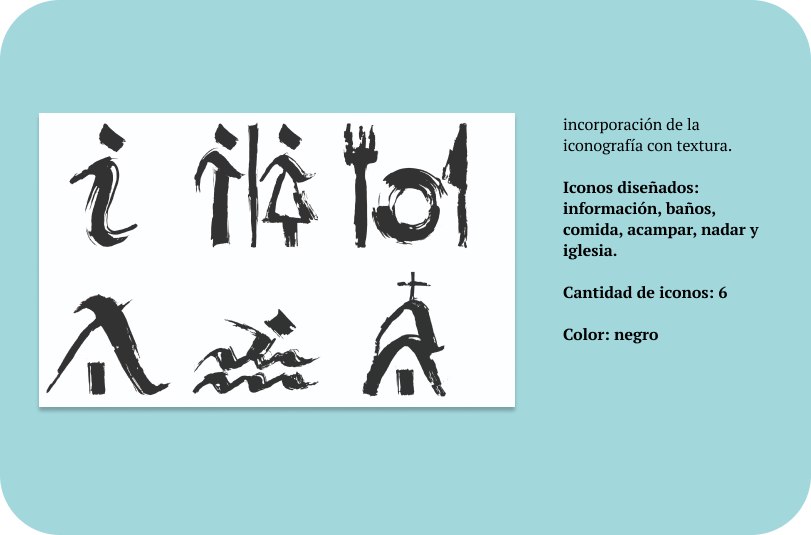 incorporación de la
iconografía con textura.
Iconos diseñados:
información, baños,
comida, acampar, nadar y
iglesia.
Cantidad de iconos: 6
Color: negro